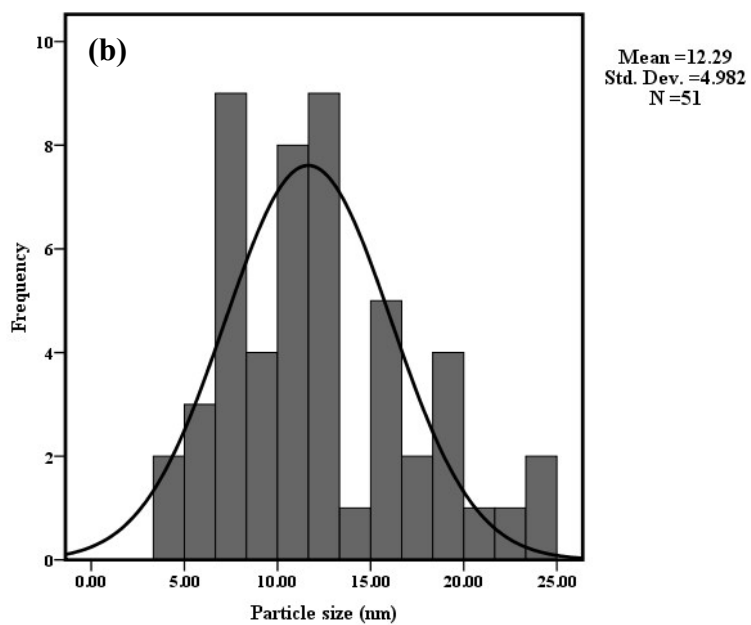 (b)
Mean =12.29
Std. Dev. =4.982
N =51
10
8
6
4
2
0
Frequency
0.00 5.00 10.00 15.00 20.00 25.00
Particle size (nm)